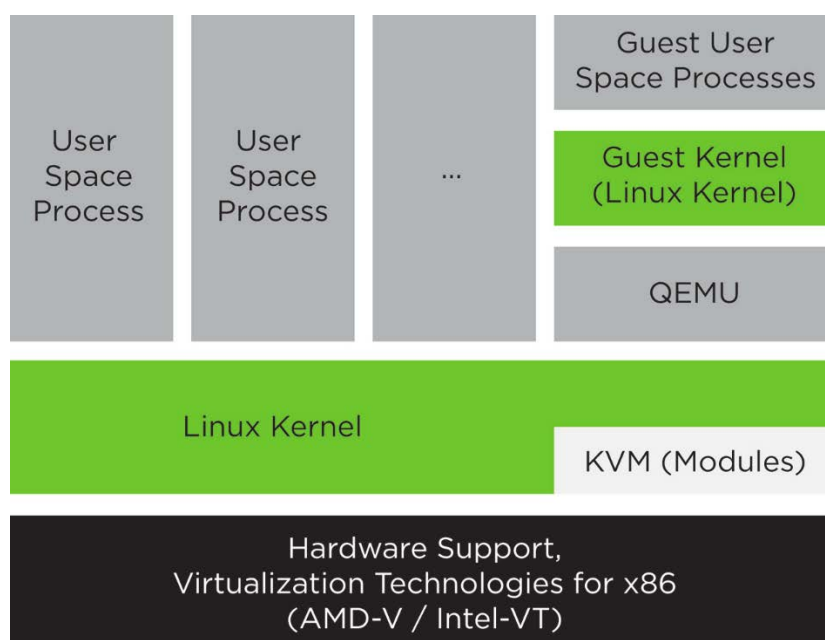 User
Space
Process
User
Space
Process
...
Guest User
Space Processes
Guest Kernel
(Linux Kernel)
QEMU
Linux Kernel
KVM (Modules)
Hardware Support,
Virtualization Technologies for x86
(AMD-V / Intel-VT)